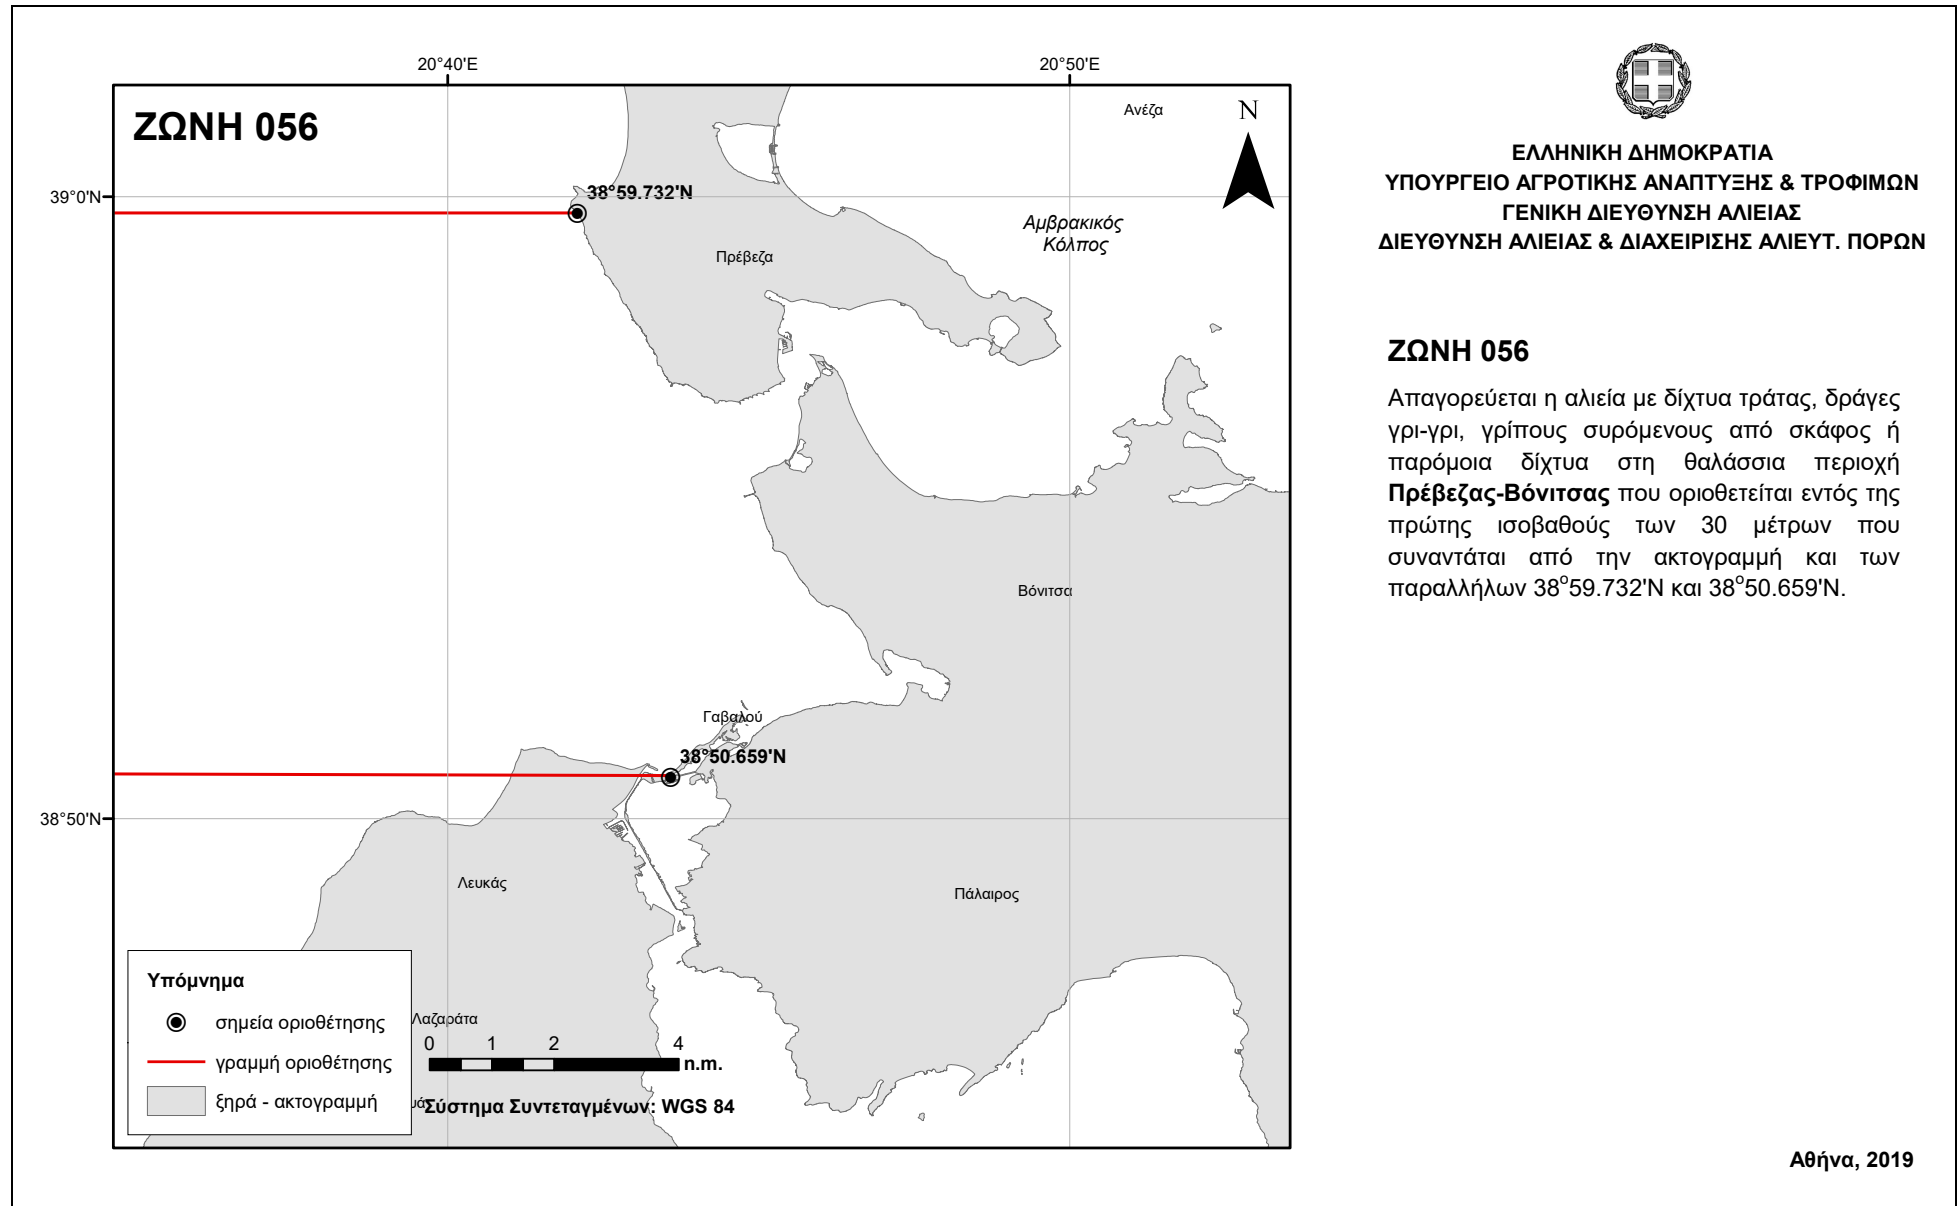 20°40'E
20°50'E
ΖΩΝΗ 056
Ανέζα
N
39°0'N
38°59.732'N
Αμβρακικός
Κόλπος
Πρέβεζα
Βόνιτσα
Γαβαλού
38°50.659'N
38°50'N
Λευκάς
Πάλαιρος
Υπόμνημα
σημεία οριοθέτησης
γραμμή οριοθέτησης
ξηρά - ακτογραμμή
Λαζαράτα
0 1 2 4
n.m.
Σύστημα Συντεταγμένων: WGS 84
ΕΛΛΗΝΙΚΗ ΔΗΜΟΚΡΑΤΙΑ
ΥΠΟΥΡΓΕΙΟ ΑΓΡΟΤΙΚΗΣ ΑΝΑΠΤΥΞΗΣ & ΤΡΟΦΙΜΩΝ
ΓΕΝΙΚΗ ΔΙΕΥΘΥΝΣΗ ΑΛΙΕΙΑΣ
ΔΙΕΥΘΥΝΣΗ ΑΛΙΕΙΑΣ & ΔΙΑΧΕΙΡΙΣΗΣ ΑΛΙΕΥΤ. ΠΟΡΩΝ
ΖΩΝΗ 056
Απαγορεύεται η αλιεία με δίχτυα τράτας, δράγες
γρι-γρι, γρίπους συρόμενους από σκάφος ή
παρόμοια δίχτυα στη θαλάσσια περιοχή
Πρέβεζας-Βόνιτσας που οριοθετείται εντός της
πρώτης ισοβαθούς των 30 μέτρων που
συναντάται από την ακτογραμμή και των
παραλλήλων 38°59.732'N και 38°50.659'N.
Αθήνα, 2019